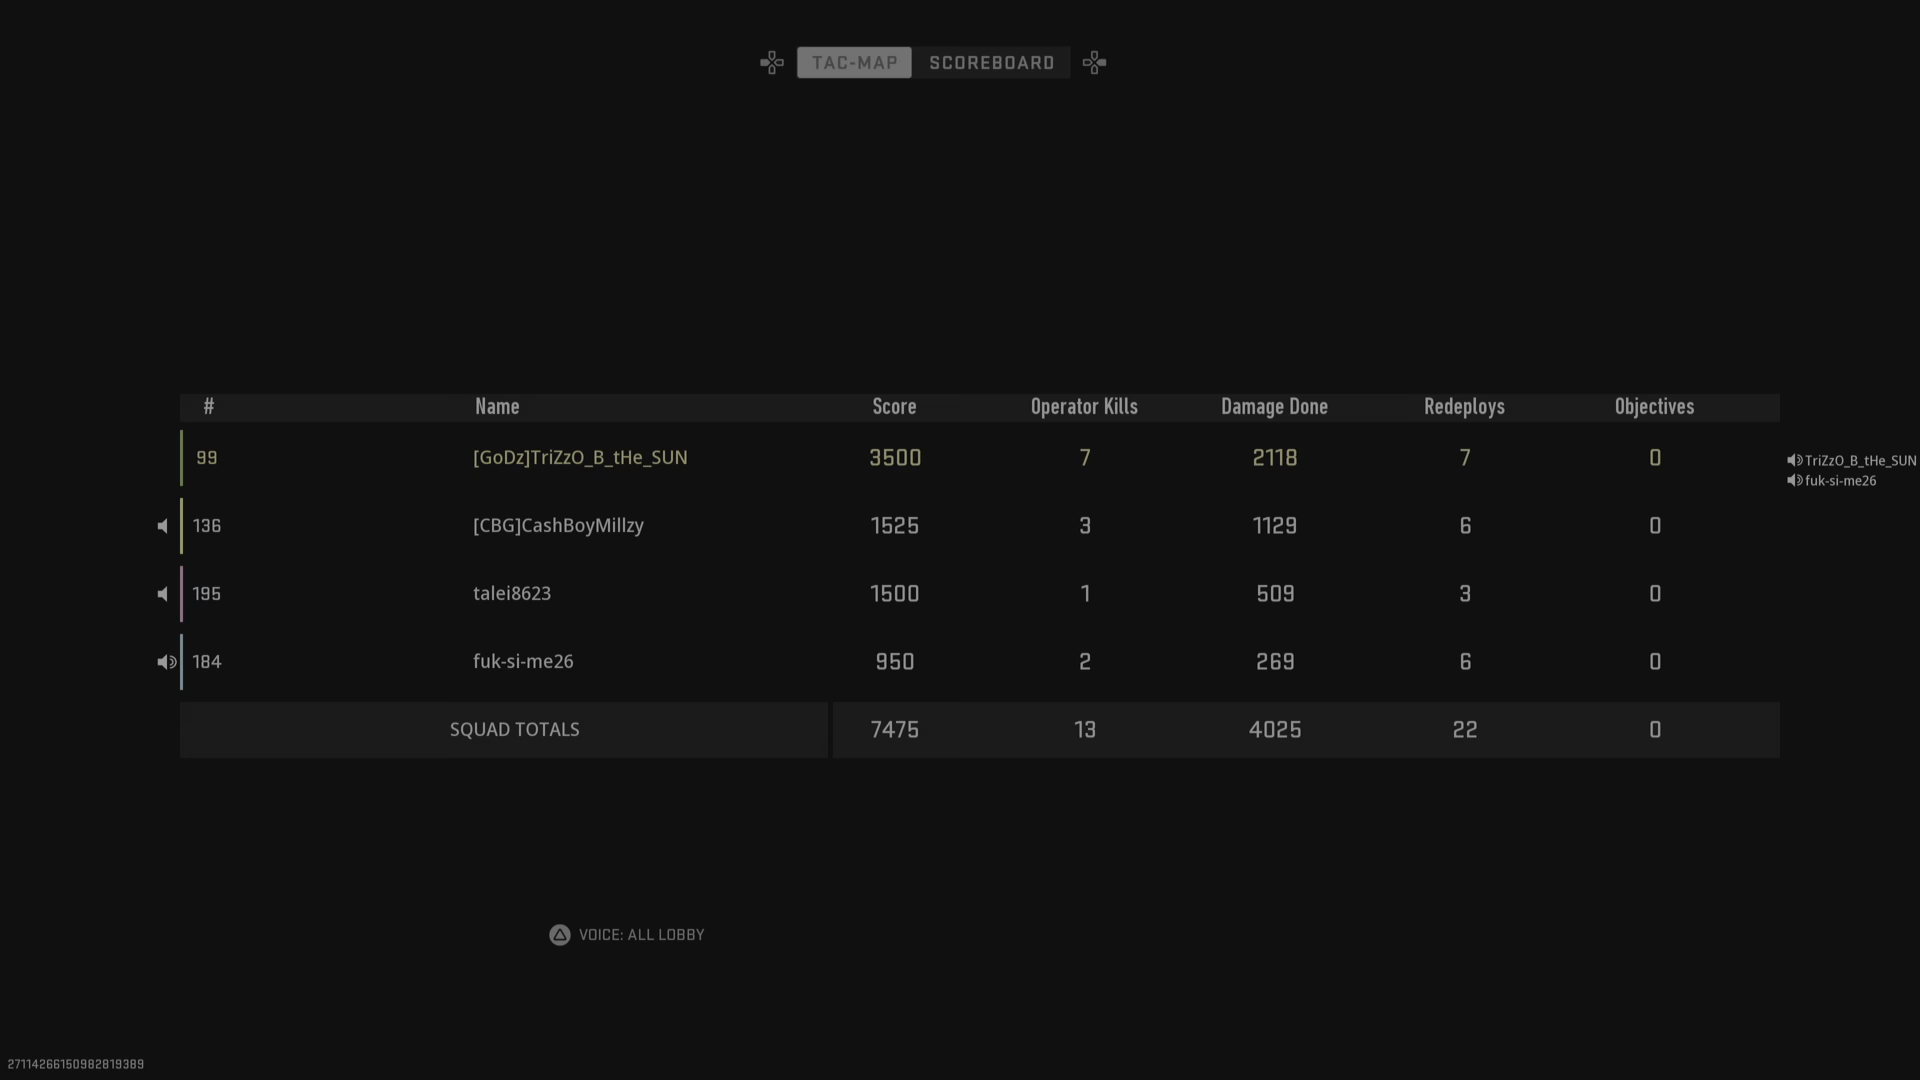 TAC-MAP SCOREBOARD
# Name Score Operator Kills Damage Done Redeploys Objectives
99 [GoDz]TriZzO_B_tHe_SUN 3500 7 2118 7 0
TriZzO_B_tHe_SUN
fuk-si-me26
136 [CBG]CashBoyMillzy 1525 3 1129 6 0
195 talei8623 1500 1 509 3 0
184 fuk-si-me26 950 2 269 6 0
SQUAD TOTALS 7475 13 4025 22 0
VOICE: ALL LOBBY
27114266150982819389